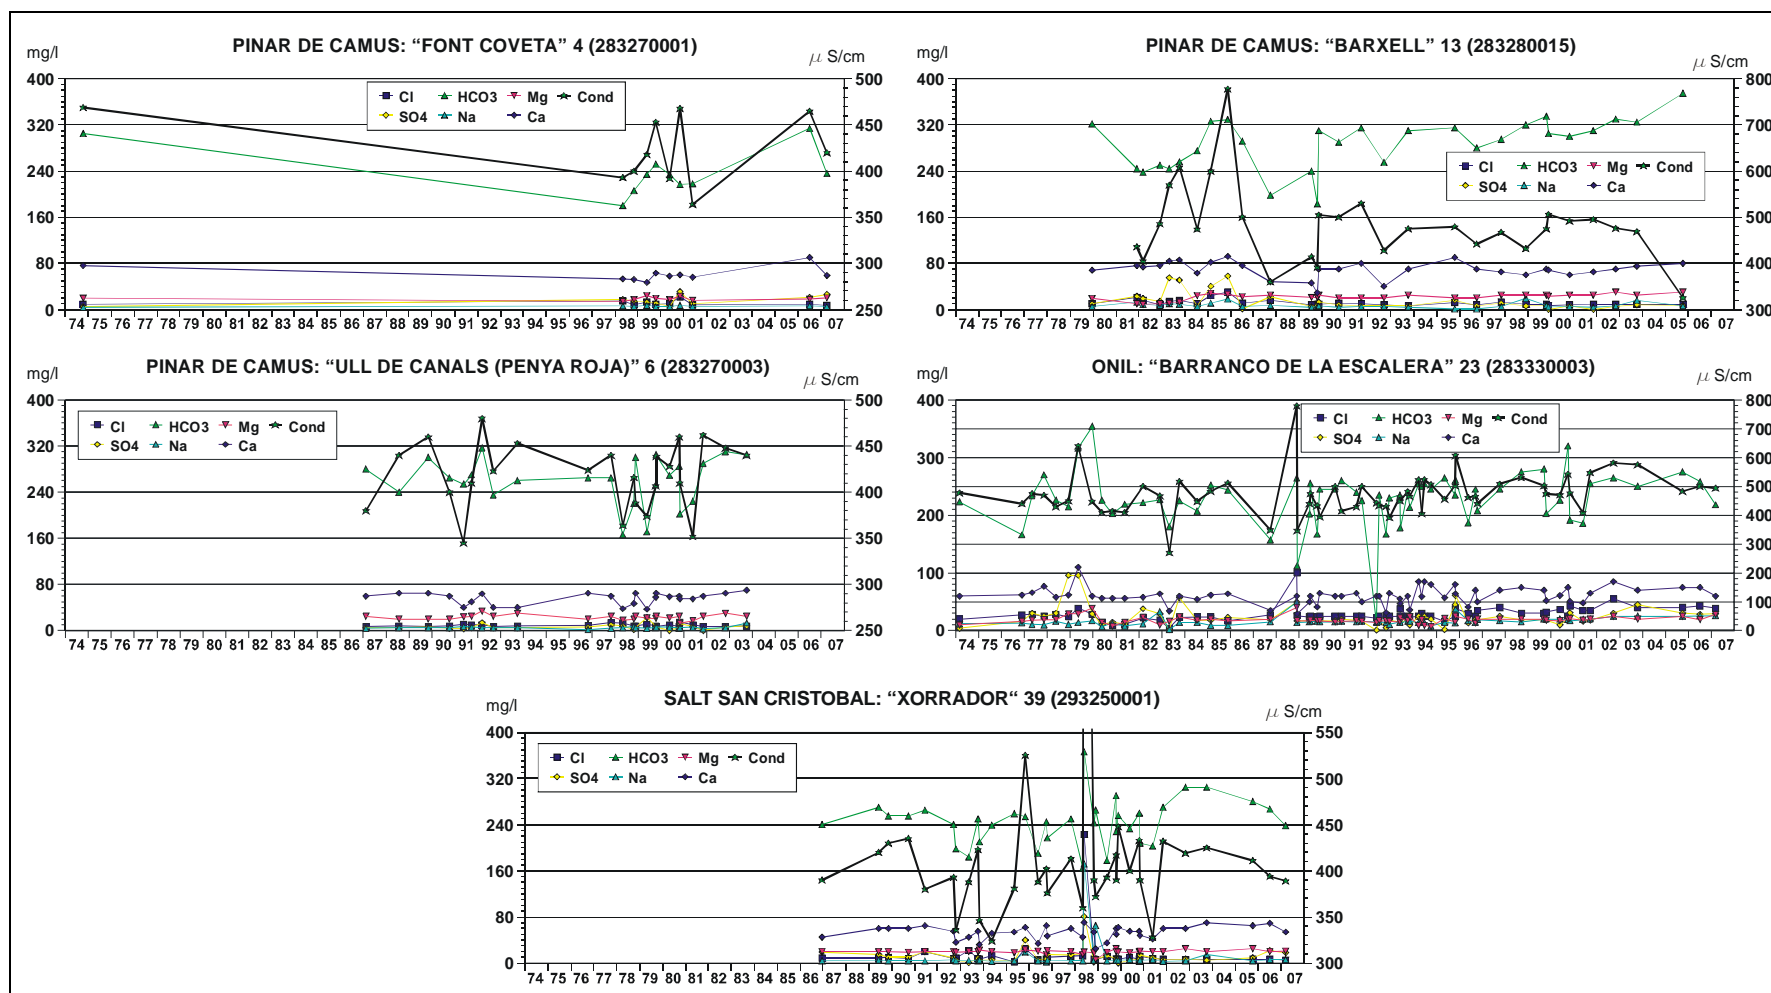 PINAR DE CAMUS: “FONT COVETA” 4 (283270001)
mg/l
μ S/cm
400 320 240 160 80 0
500 450 400 350 300 250
Cl HCO3 Mg Cond
SO4 Na Ca
74 75 76 77 78 79 80 81 82 83 84 85 86 87 88 89 90 91 92 93 94 95 96 97 98 99 00 01 02 03 04 05 06 07
PINAR DE CAMUS: “BARXELL” 13 (283280015)
mg/l
μ S/cm
400 320 240 160 80 0
800 700 600 500 400 300
Cl HCO3 Mg Cond
SO4 Na Ca
74 75 76 77 79 80 81 82 83 84 85 86 87 88 89 90 91 92 93 94 95 96 97 98 99 00 01 02 03 04 05 06 07
PINAR DE CAMUS: “ULL DE CANALS (PENYA ROJA)” 6 (283270003)
mg/l
μ S/cm
400 320 240 160 80 0
500 450 400 350 300 250
Cl HCO3 Mg Cond
SO4 Na Ca
74 75 76 77 78 79 80 81 82 83 84 85 86 87 88 89 90 91 92 93 94 95 96 97 98 99 00 01 02 03 04 05 06 07
ONIL: “BARRANCO DE LA ESCALERA” 23 (283330003)
mg/l
μ S/cm
400 300 200 100 0
800 700 600 500 400 300 200 100 0
Cl HCO3 Mg Cond
SO4 Na Ca
74 75 76 77 78 79 80 81 82 83 84 85 86 87 88 89 90 91 92 93 94 95 96 97 98 99 00 01 02 03 04 05 06 07
SALT SAN CRISTOBAL: “XORRADOR“ 39 (293250001)
mg/l
μ S/cm
400 320 240 160 80 0
550 500 450 400 350 300
Cl HCO3 Mg Cond
SO4 Na Ca
74 75 76 77 78 79 80 81 82 83 84 85 86 87 88 89 90 91 92 93 94 95 96 97 98 99 00 01 02 03 04 05 06 07